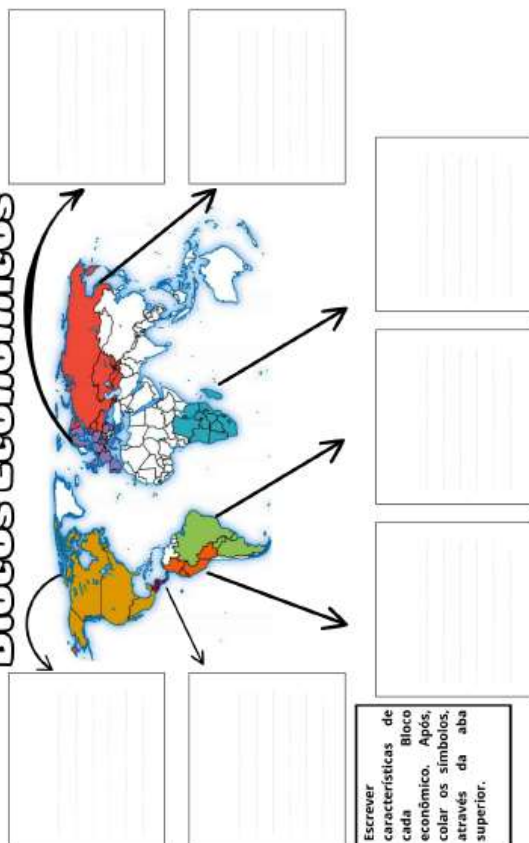 Blocos Econômicos
Escrever
características de
cada Bloco
econômico. Após,
colar os símbolos,
através da aba
superior.